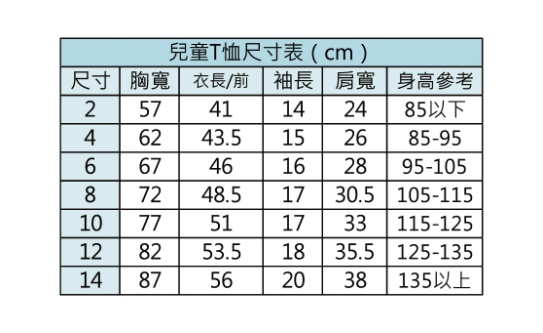 兒童T恤尺寸表（cm）
尺寸 胸寬 衣長/前 袖長 肩寬 身高參考
2 57 41 14 24 85以下
4 62 43.5 15 26 85-95
6 67 46 16 28 95-105
8 72 48.5 17 30.5 105-115
10 77 51 17 33 115-125
12 82 53.5 18 35.5 125-135
14 87 56 20 38 135以上